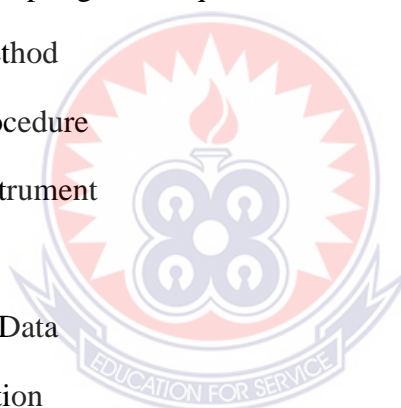 thod
ocedure
trument
Data
EDUCATION FOR SERVICE
tion